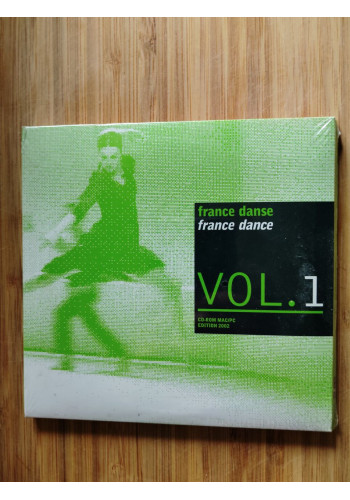 france danse
france dance
VOL.1
CD-ROM MAC/PC
EDITION 2002